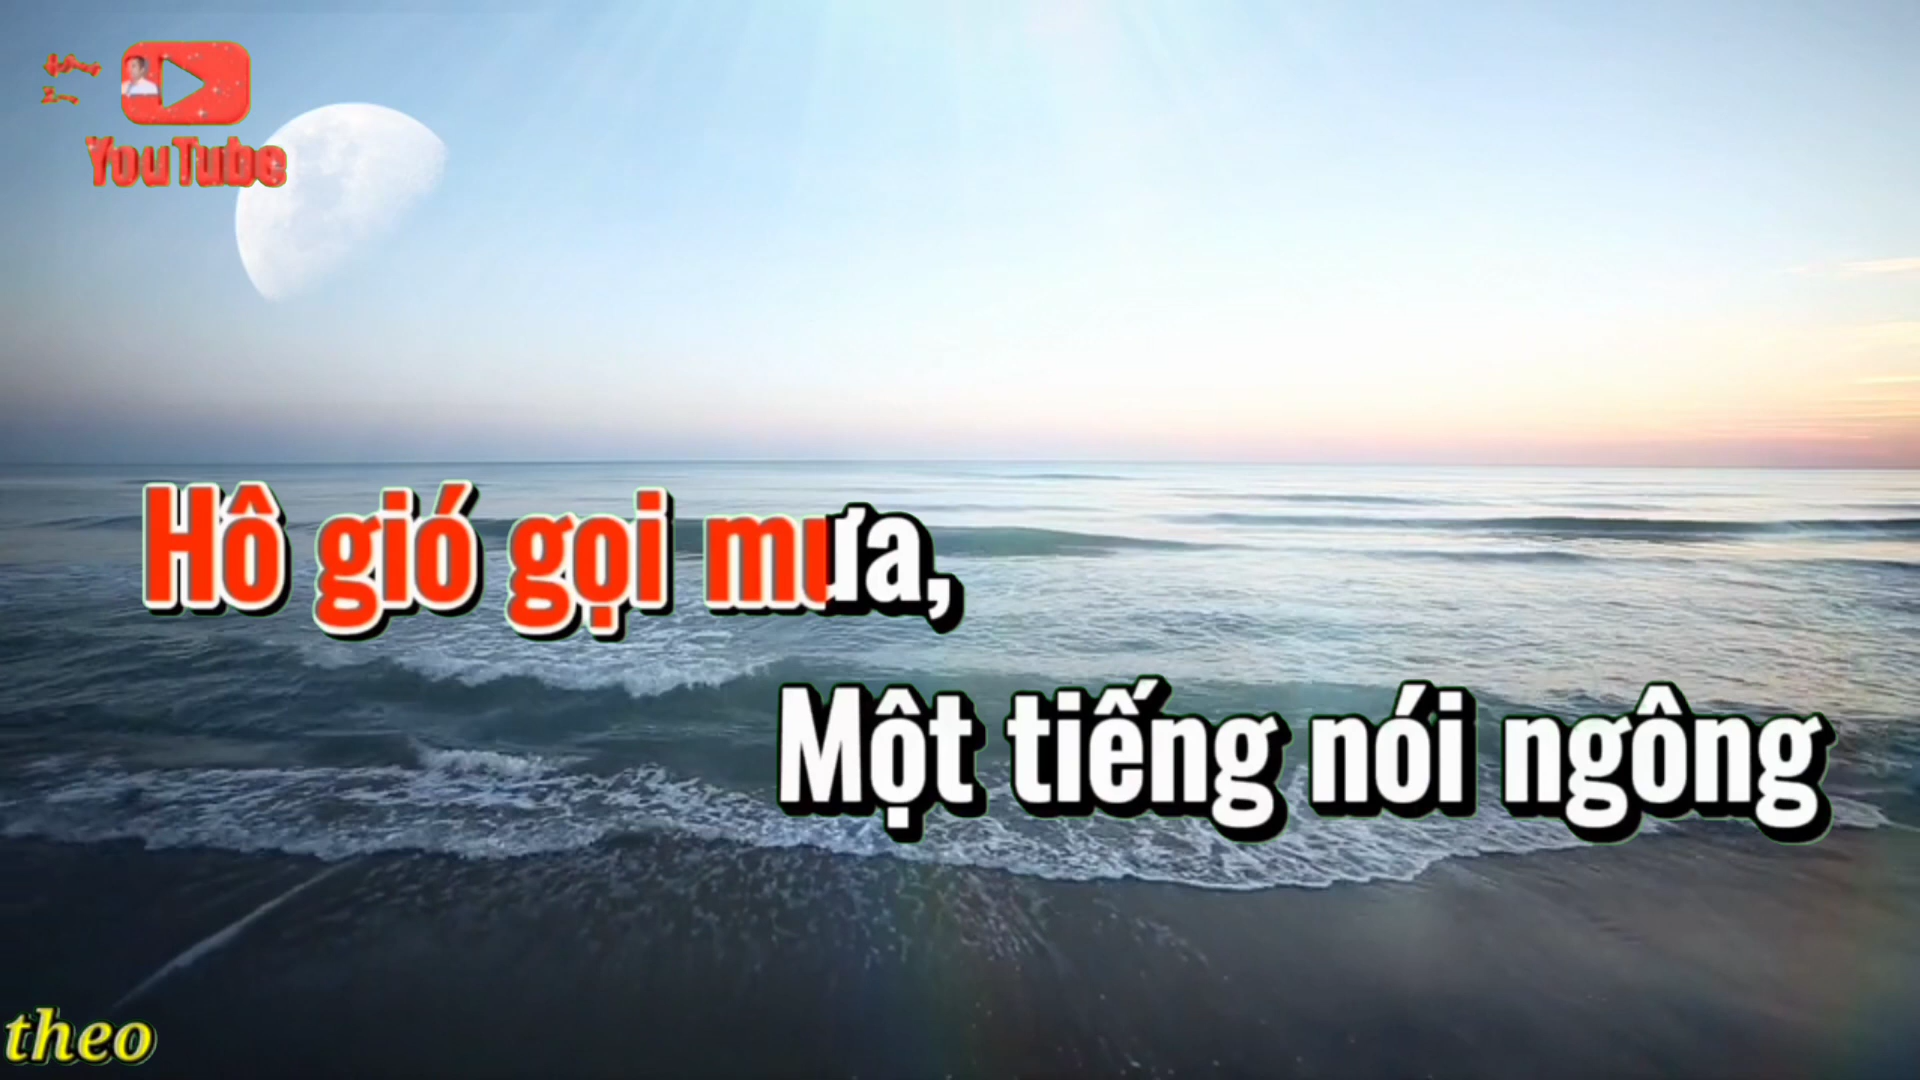 YouTube
Hô gió gọi mưa,
Một tiếng nói ngông
theo